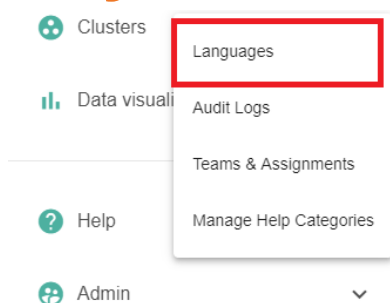 Clusters
Languages
Data visuali
Audit Logs
Teams & Assignments
Help
Manage Help Categories
Admin